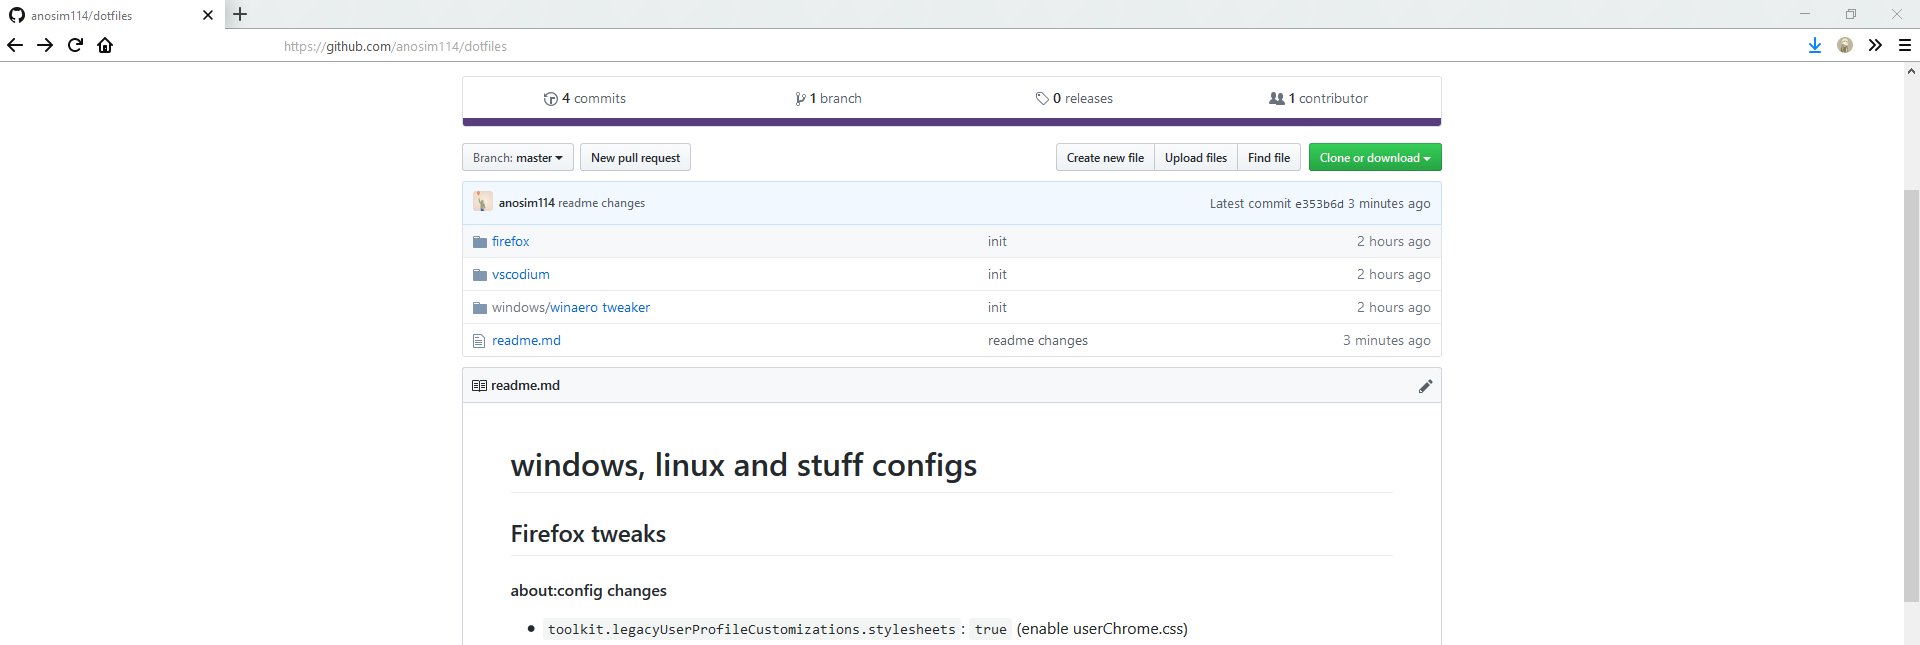 anosim114/dotfiles
https://github.com/anosim114/dotfiles
4 commits 1 branch 0 releases 1 contributor
Branch: master New pull request Create new file Upload files Find file Clone or download
anosim114 readme changes Latest commit e353b6d 3 minutes ago
firefox init 2 hours ago
vscodium init 2 hours ago
windows/winaero tweaker init 2 hours ago
readme.md readme changes 3 minutes ago
readme.md
windows, linux and stuff configs
Firefox tweaks
about:config changes
• toolkit.legacyUserProfileCustomizations.stylesheets : true (enable userChrome.css)